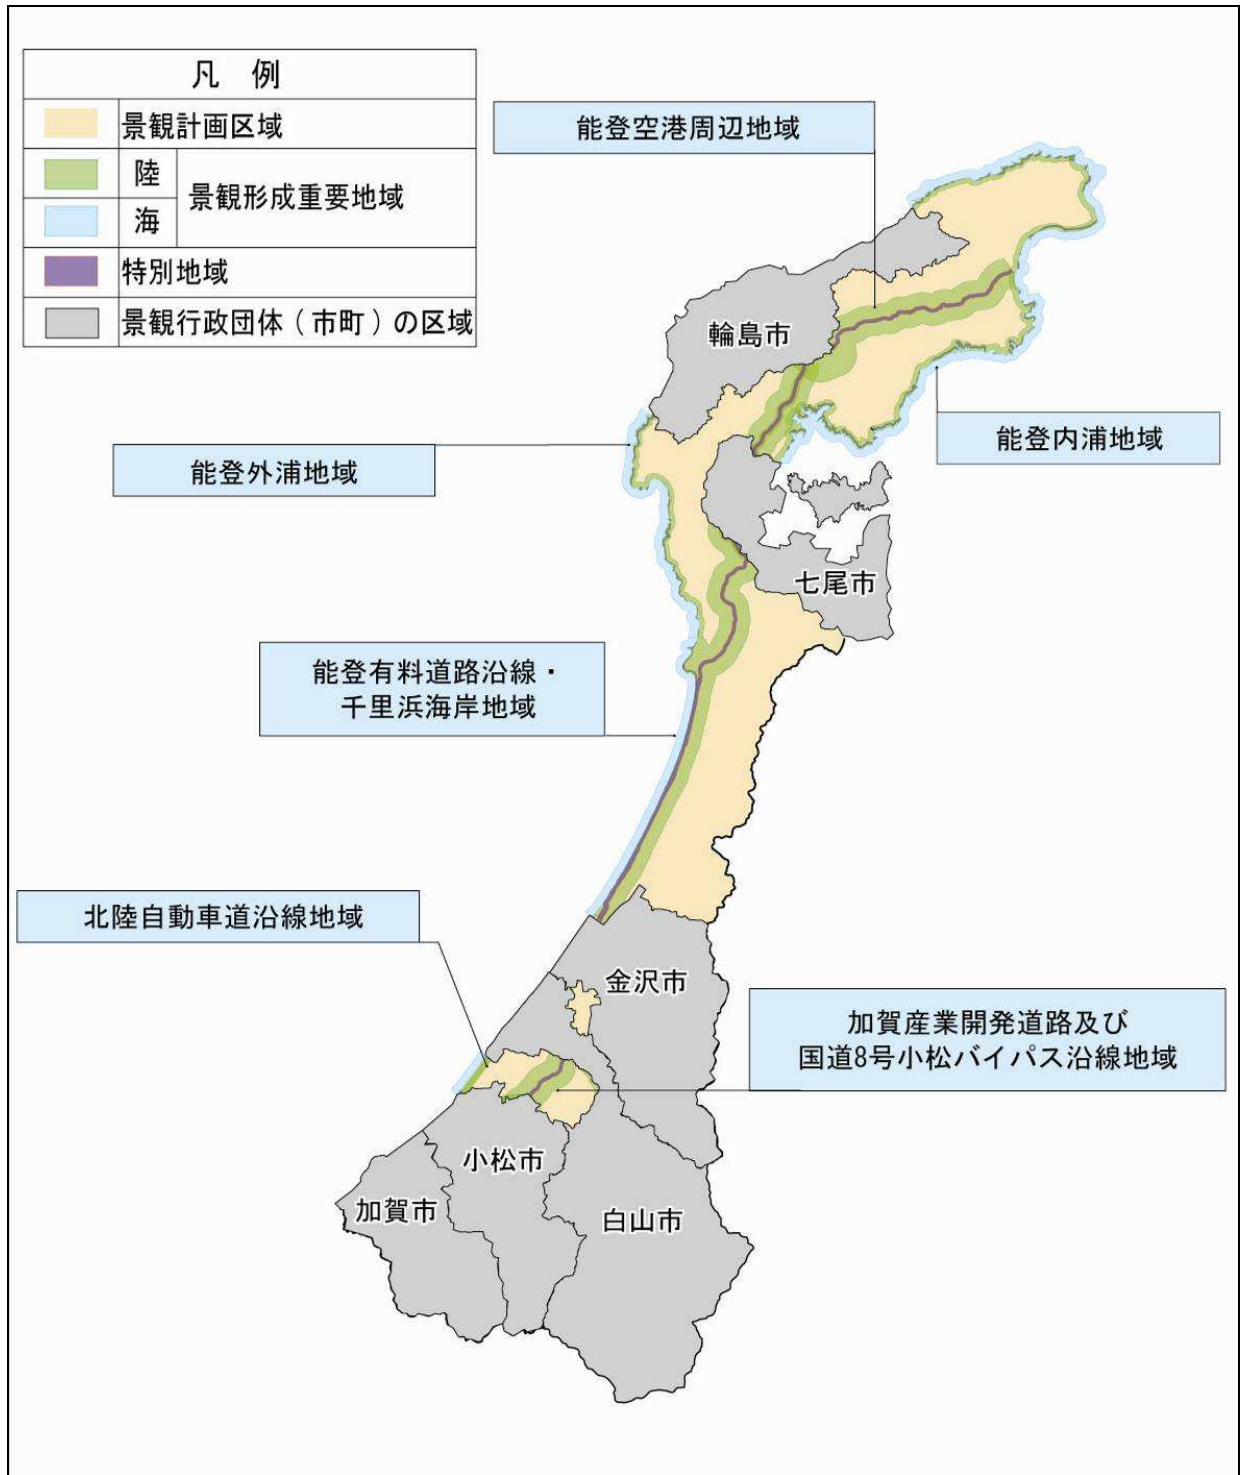 凡 例
景観計画区域
陸
景観形成重要地域
海
特別地域
景観行政団体（市町）の区域
能登空港周辺地域
輪島市
能登内浦地域
能登外浦地域
七尾市
能登有料道路沿線・
千里浜海岸地域
北陸自動車道沿線地域
金沢市
加賀産業開発道路及び
国道8号小松バイパス沿線地域
小松市
加賀市
白山市